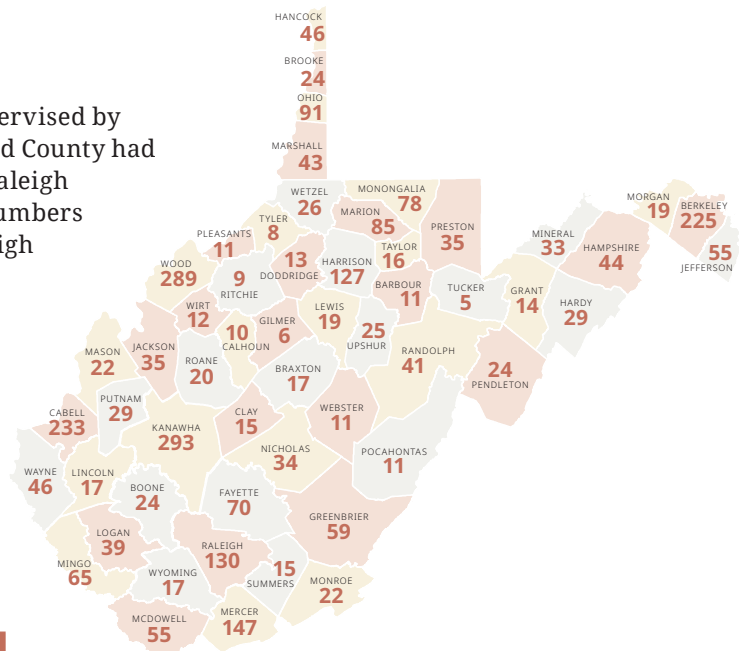 HANCOCK
46
BROOKE
24
OHIO
91
ervised by
d County had
aleigh
umbers
igh
MARSHALL
43
WETZEL
26
MONONGALIA
78
MARION
85
PRESTON
35
TYLER
8
PLEASANTS
11
TAYLOR
16
MORGAN
19
BERKELEY
225
MINERAL
33
HAMPSHIRE
44
55
JEFFERSON
WOOD
289
9
RITCHIE
13
DODDRIDGE
HARRISON
127
BARBOUR
11
TUCKER
5
GRANT
14
HARDY
29
WIRT
12
10
CALHOUN
GILMER
6
LEWIS
19
25
UPSHUR
RANDOLPH
41
24
PENDLETON
MASON
22
JACKSON
35
ROANE
20
BRAXTON
17
PUTNAM
29
CABELL
233
KANAWHA
293
CLAY
15
WEBSTER
11
POCAHONTAS
11
NICHOLAS
34
WAYNE
46
LINCOLN
17
BOONE
24
FAYETTE
70
GREENBRIER
59
LOGAN
39
RALEIGH
130
MINGO
65
WYOMING
17
15
SUMMERS
MONROE
22
MCDOWELL
55
MERCER
147